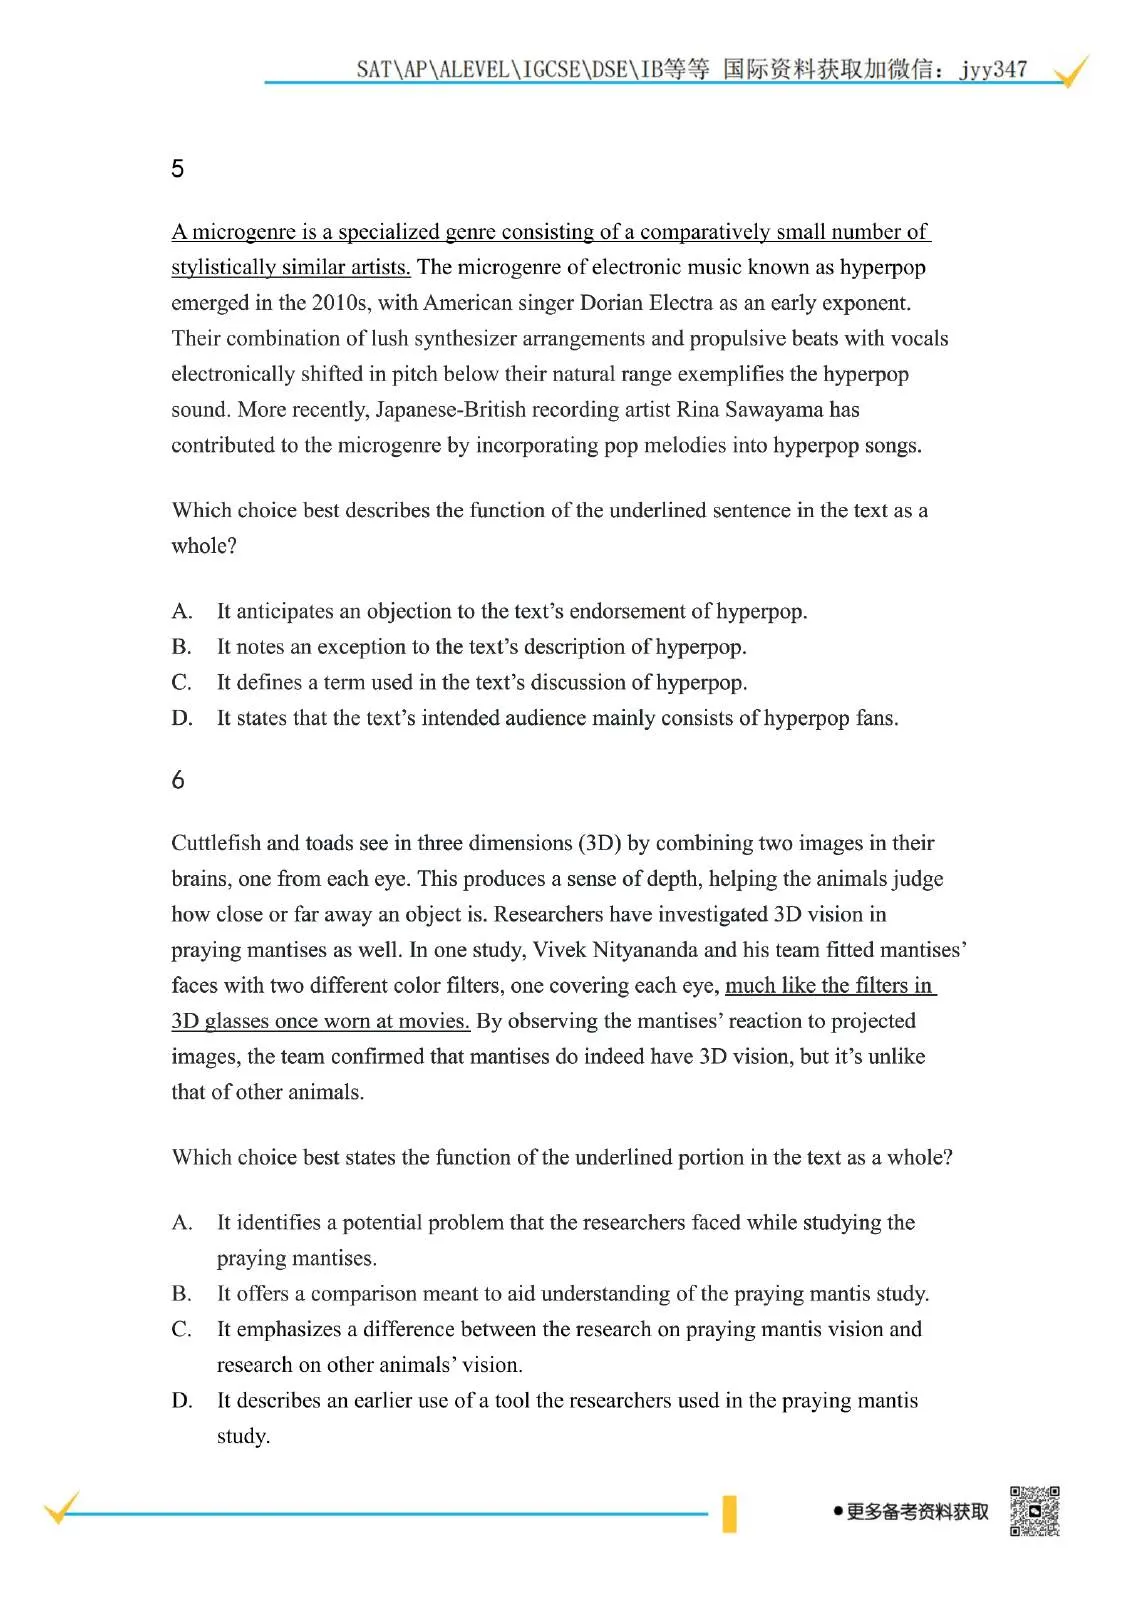 SAT\AP\ALEVEL\IGCSE\DSE\IB等等 国际资料获取加微信：jyy347
5
A microgenre is a specialized genre consisting of a comparatively small number of
stylistically similar artists. The microgenre of electronic music known as hyperpop
emerged in the 2010s, with American singer Dorian Electra as an early exponent.
Their combination of lush synthesizer arrangements and propulsive beats with vocals
electronically shifted in pitch below their natural range exemplifies the hyperpop
sound. More recently, Japanese-British recording artist Rina Sawayama has
contributed to the microgenre by incorporating pop melodies into hyperpop songs.
Which choice best describes the function of the underlined sentence in the text as a
whole?
A. It anticipates an objection to the text’s endorsement of hyperpop.
B. It notes an exception to the text’s description of hyperpop.
C. It defines a term used in the text’s discussion of hyperpop.
D. It states that the text’s intended audience mainly consists of hyperpop fans.
6
Cuttlefish and toads see in three dimensions (3D) by combining two images in their
brains, one from each eye. This produces a sense of depth, helping the animals judge
how close or far away an object is. Researchers have investigated 3D vision in
praying mantises as well. In one study, Vivek Nityananda and his team fitted mantises’
faces with two different color filters, one covering each eye, much like the filters in
3D glasses once worn at movies. By observing the mantises’ reaction to projected
images, the team confirmed that mantises do indeed have 3D vision, but it’s unlike
that of other animals.
Which choice best states the function of the underlined portion in the text as a whole?
A. It identifies a potential problem that the researchers faced while studying the
praying mantises.
B. It offers a comparison meant to aid understanding of the praying mantis study.
C. It emphasizes a difference between the research on praying mantis vision and
research on other animals’ vision.
D. It describes an earlier use of a tool the researchers used in the praying mantis
study.
●更多备考资料获取